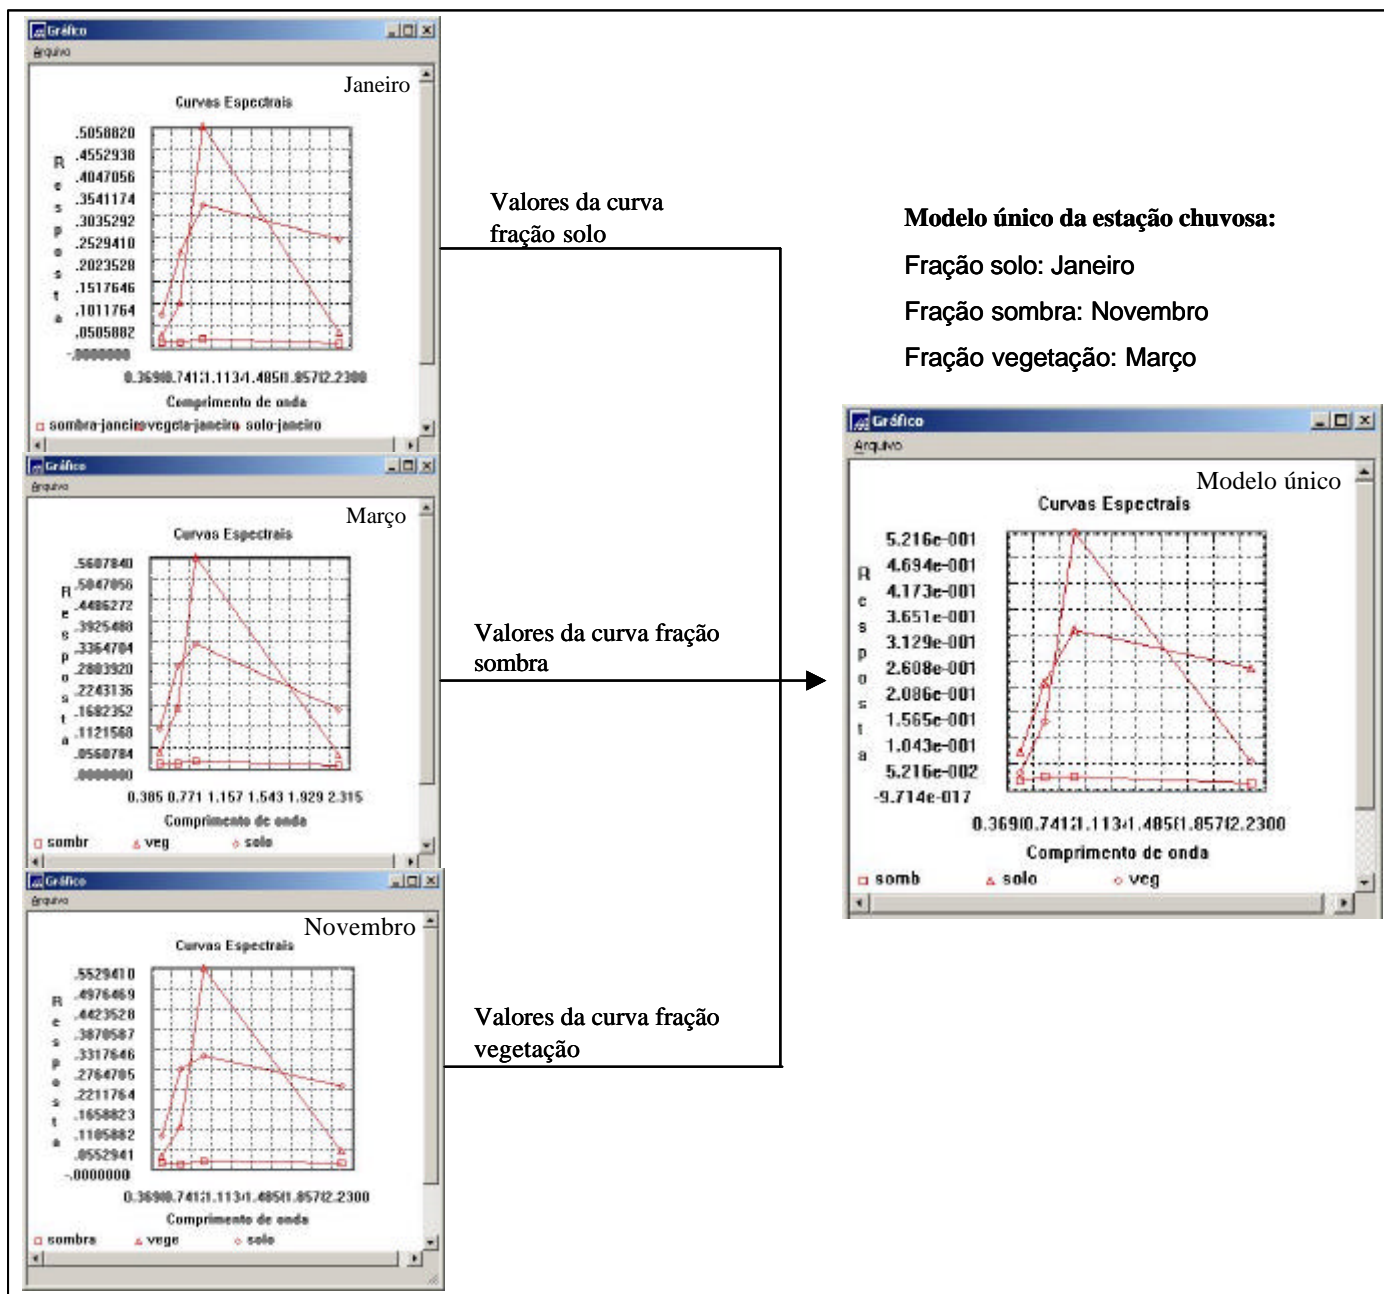 Gráfico
Arquivo
Janeiro
Curvas Espectrais
Resposta
.5058820
.4552938
.4047056
.3541174
.3035292
.2529410
.2023528
.1517646
.1011764
.0505882
-.0000000
Comprimento de onda
sombra-janeiro vegeta-janeiro solo-janeiro
Gráfico
Arquivo
Março
Curvas Espectrais
Resposta
.5607840
.5047056
.4486272
.3925488
.3364704
.2803920
.2243136
.1682352
.1121568
.0560784
.0000000
0.385 0.771 1.157 1.543 1.929 2.315
Comprimento de onda
sombr veg solo
Gráfico
Arquivo
Novembro
Curvas Espectrais
Resposta
.5529410
.4976469
.4423528
.3870587
.3317646
.2764705
.2211764
.1658823
.1105882
.0552941
-.0000000
Comprimento de onda
sombra vege solo
Valores da curva
fração solo
Valores da curva fração
sombra
Valores da curva fração
vegetação
Modelo único da estação chuvosa:
Fração solo: Janeiro
Fração sombra: Novembro
Fração vegetação: Março
Gráfico
Arquivo
Modelo único
Curvas Espectrais
Resposta
5.216e-001
4.694e-001
4.173e-001
3.651e-001
3.129e-001
2.608e-001
2.086e-001
1.565e-001
1.043e-001
5.216e-002
-9.714e-017
Comprimento de onda
somb solo veg